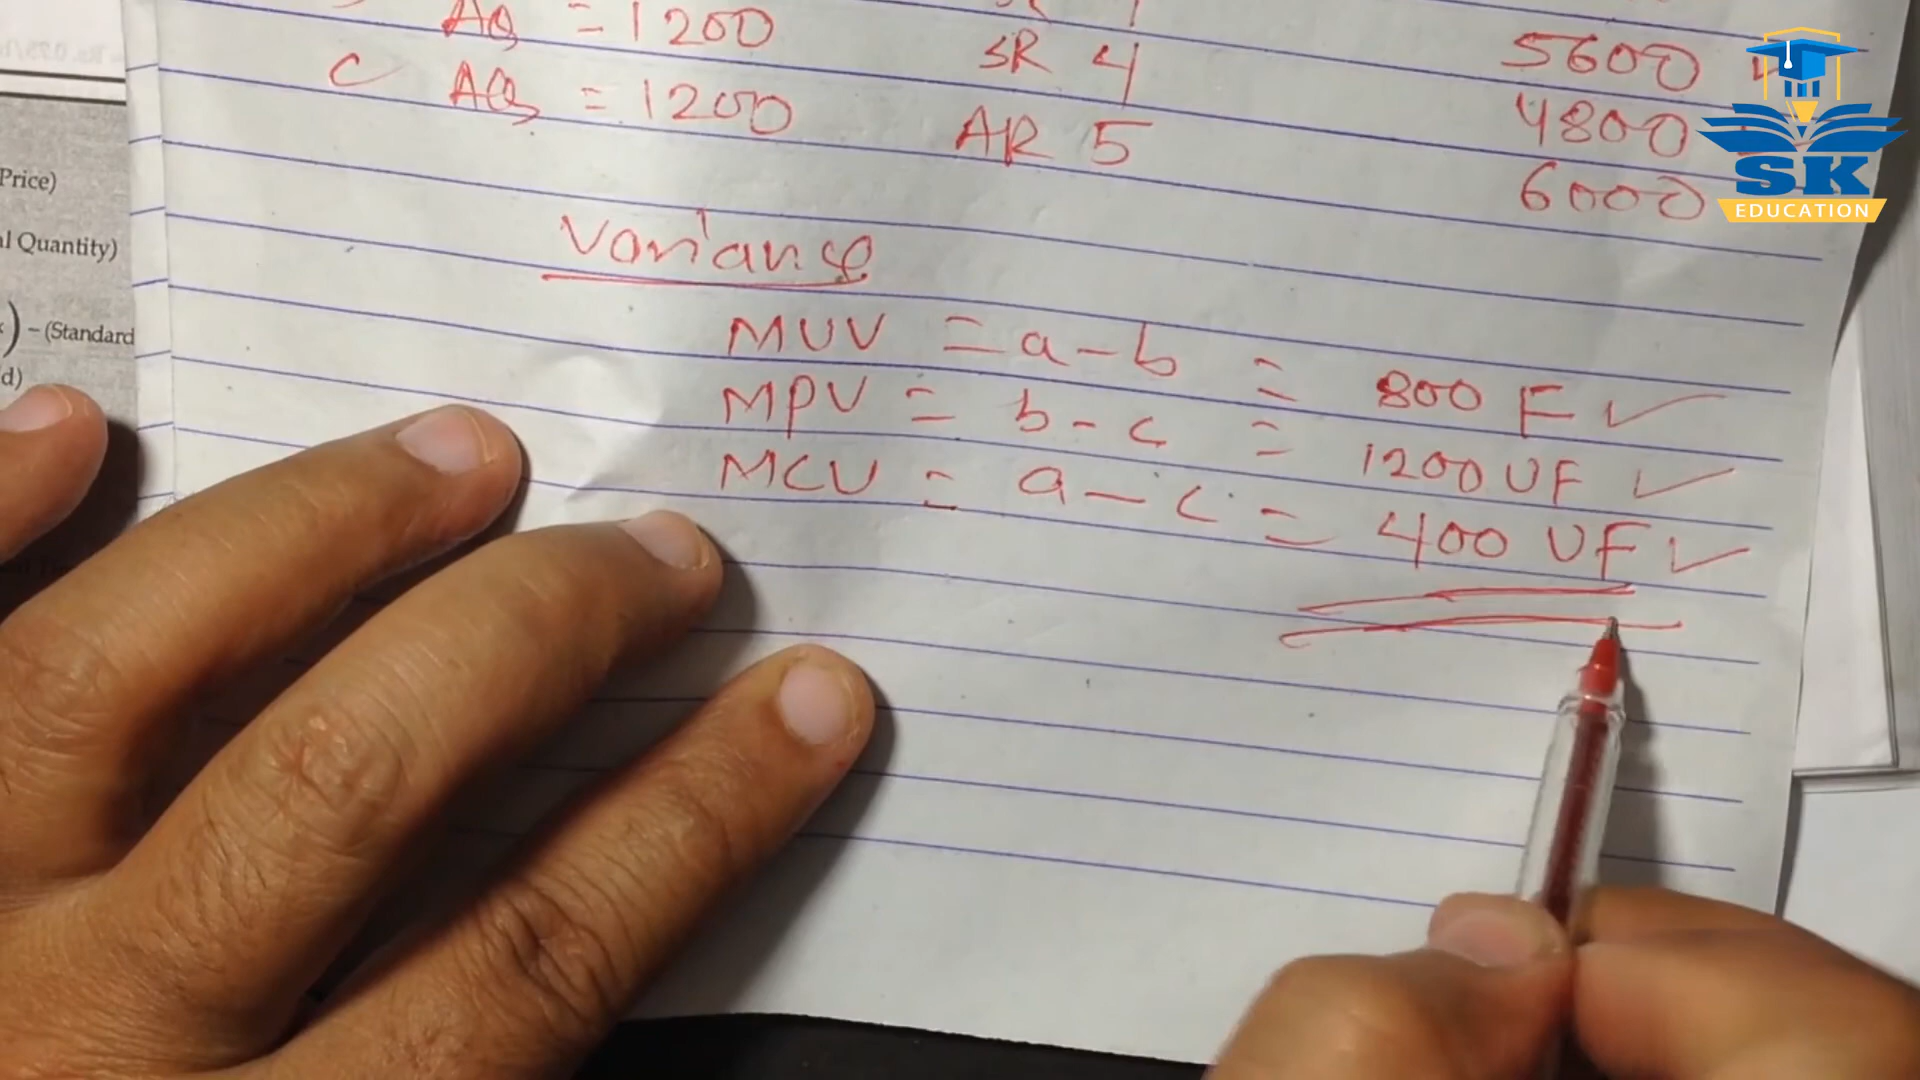 AQ = 1200 SR 4 5600
C AQ = 1200 AR 5 4800
6000
Variance
MUV = a - b = 800 F ✓
MPV = b - c = 1200 UF ✓
MCV = a - c = 400 UF ✓
Price)
Quantity)
) - (Standard
d)
SK
EDUCATION